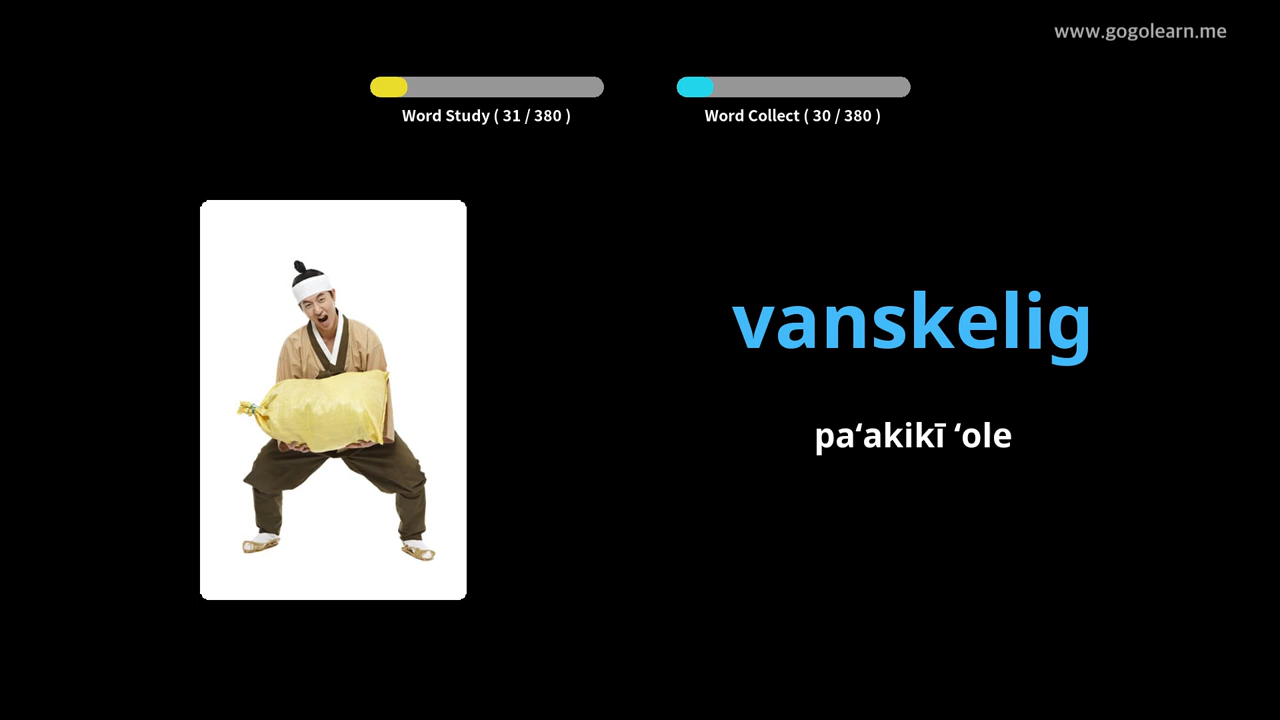 www.gogolearn.me
Word Study ( 31 / 380 )
Word Collect ( 30 / 380 )
vanskelig
paʻakikī ʻole